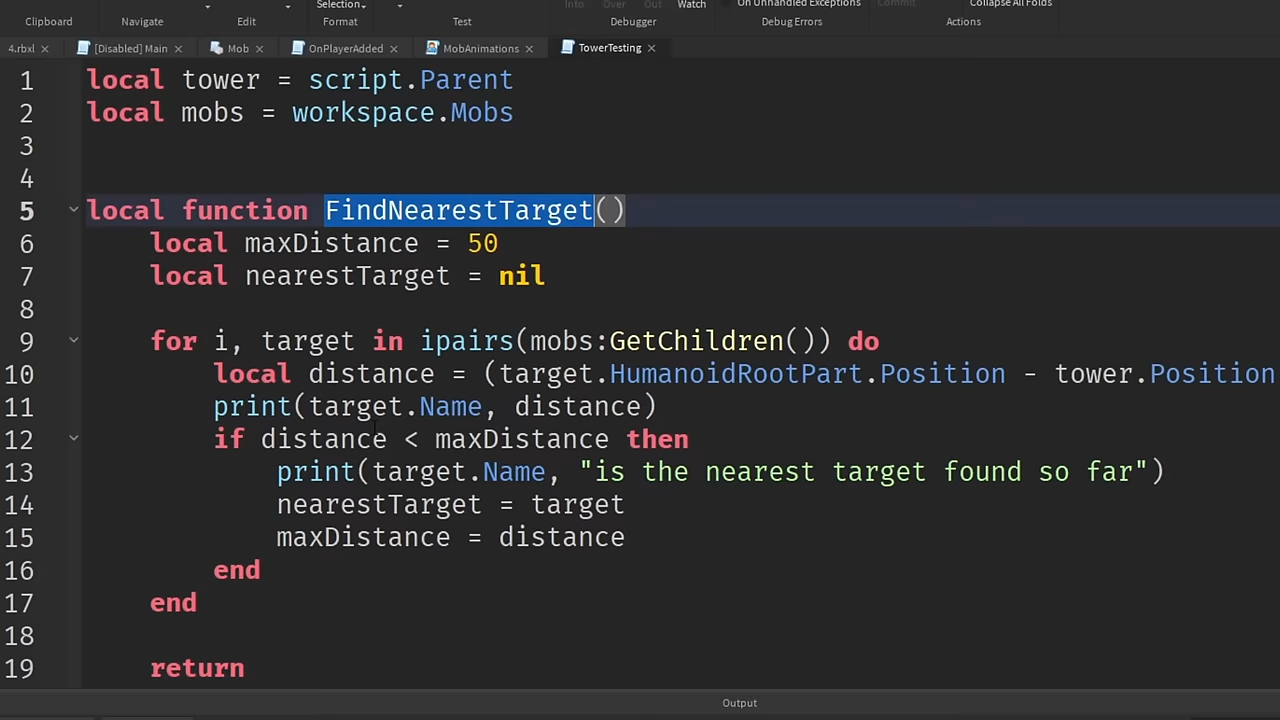 Selection
Into Over Out Watch
On Unhandled Exceptions
Commit
Collapse All Folds
Clipboard Navigate Edit Format Test Debugger Debug Errors Actions
4.rbxl [Disabled] Main Mob OnPlayerAdded MobAnimations TowerTesting
1 local tower = script.Parent
2 local mobs = workspace.Mobs
3
4
5 local function FindNearestTarget()
6 local maxDistance = 50
7 local nearestTarget = nil
8
9 for i, target in ipairs(mobs:GetChildren()) do
10 local distance = (target.HumanoidRootPart.Position - tower.Position
11 print(target.Name, distance)
12 if distance < maxDistance then
13 print(target.Name, "is the nearest target found so far")
14 nearestTarget = target
15 maxDistance = distance
16 end
17 end
18
19 return
Output